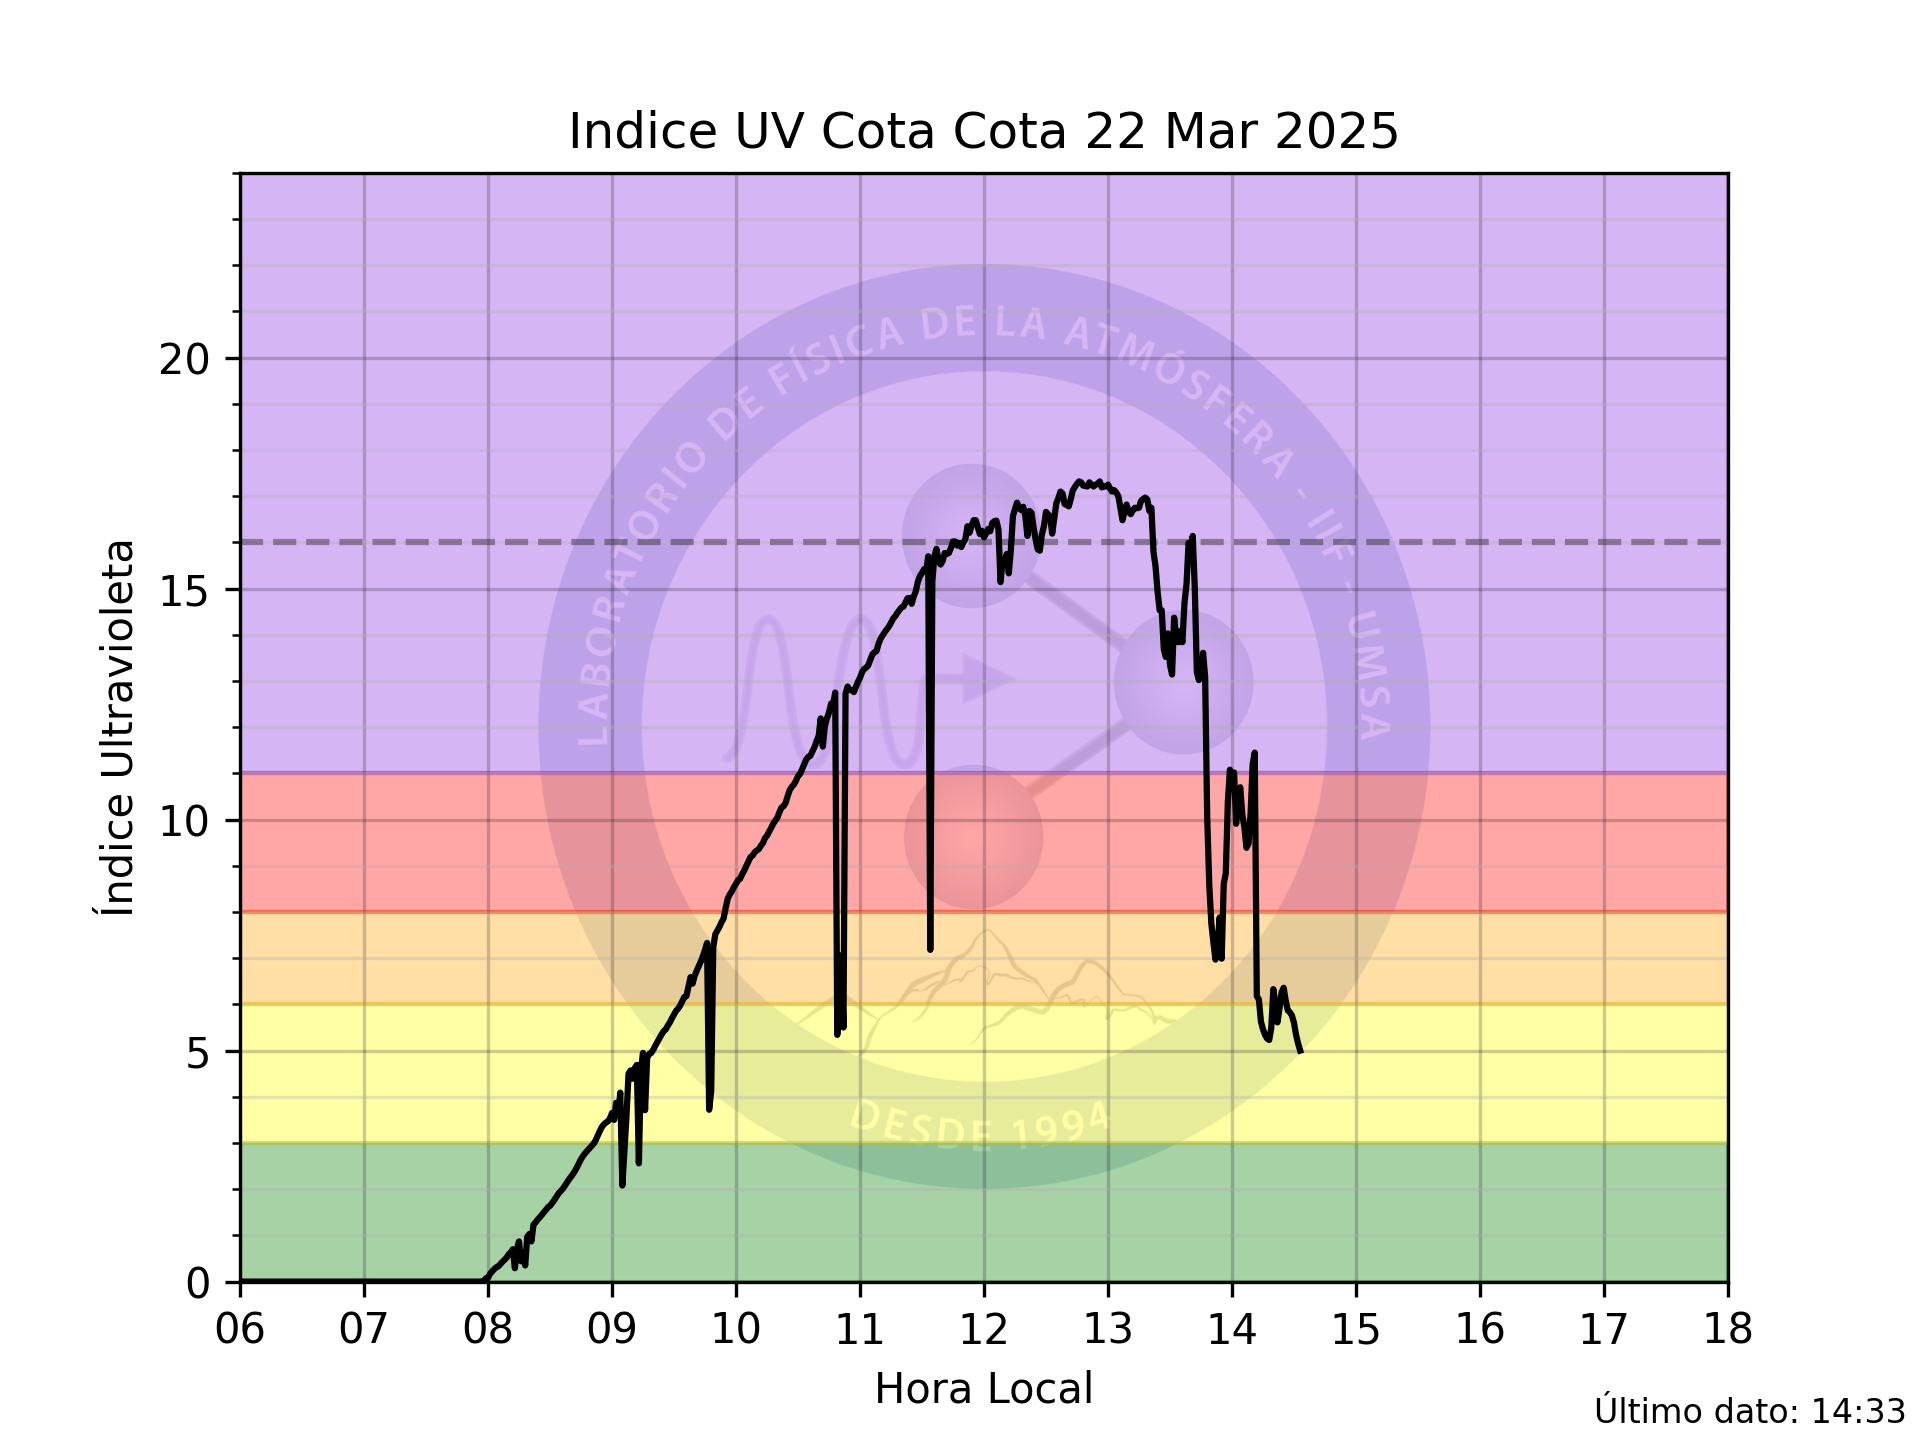 Indice UV Cota Cota 22 Mar 2025
LABORATORIO DE FÍSICA DE LA ATMÓSFERA - IIF - UMSA
DESDE 1994
Índice Ultravioleta
20
15
10
5
0
06 07 08 09 10 11 12 13 14 15 16 17 18
Hora Local
Último dato: 14:33